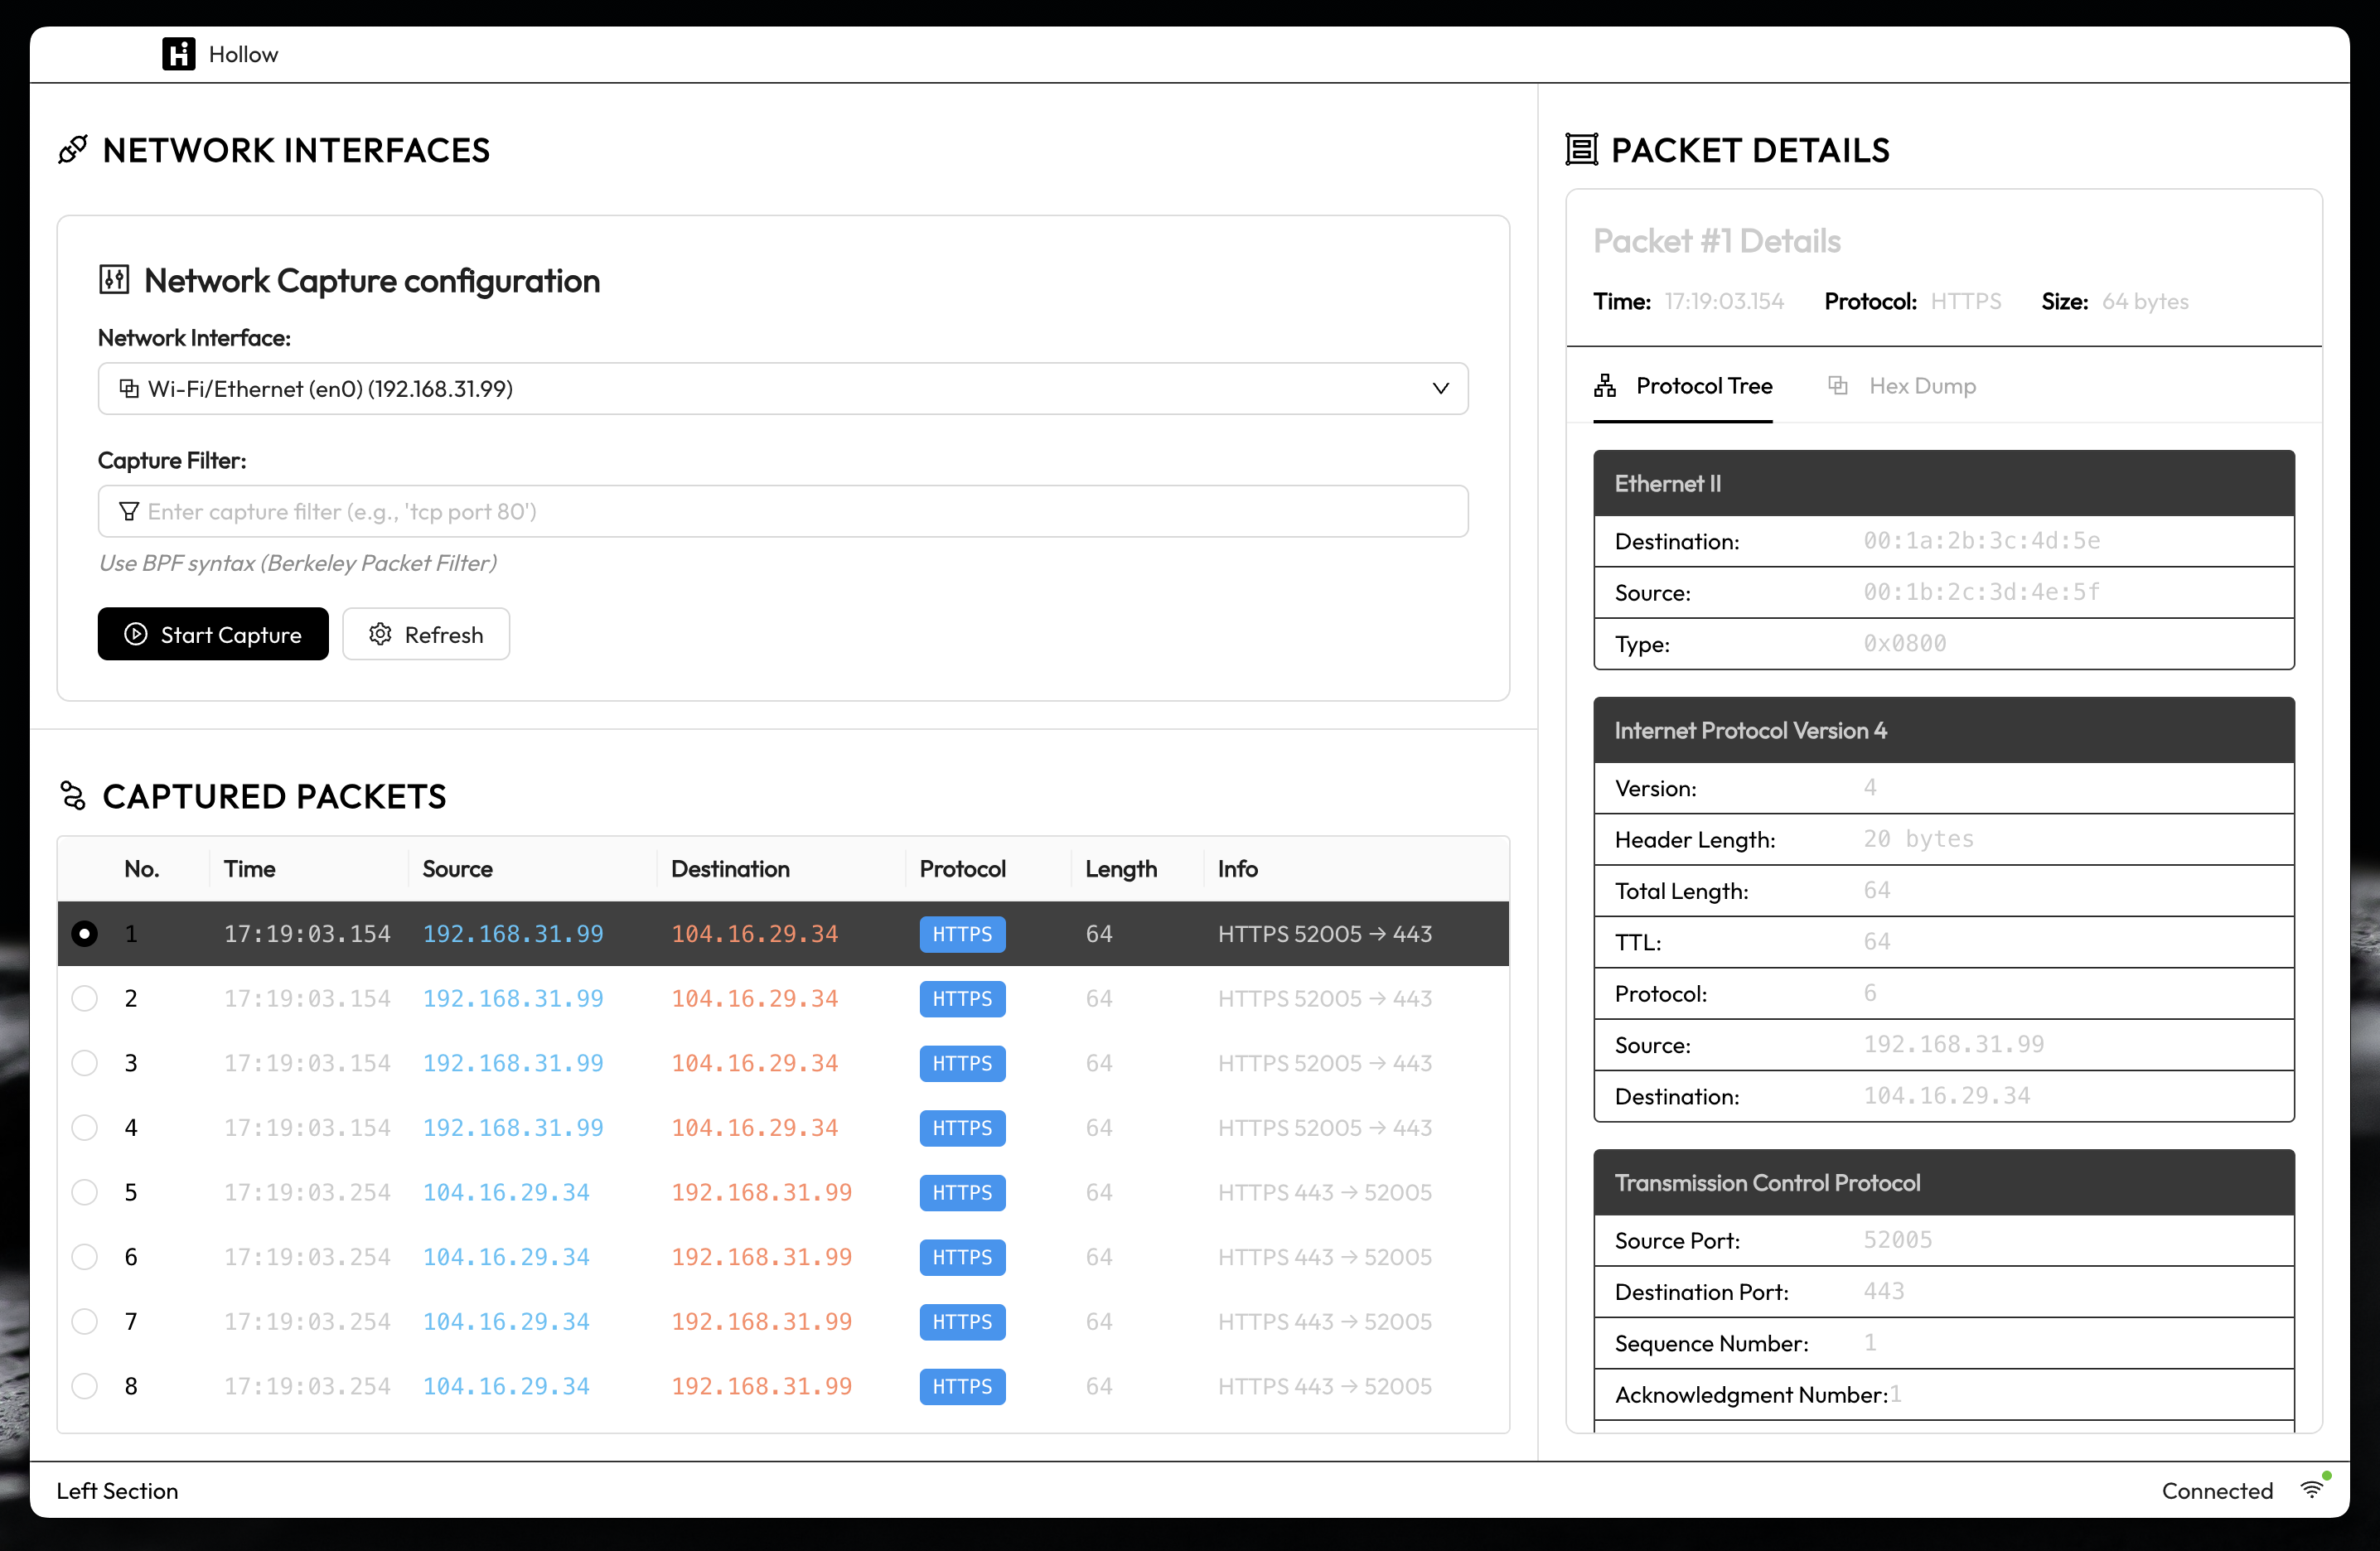 Hollow
NETWORK INTERFACES
Network Capture configuration
Network Interface:
Wi-Fi/Ethernet (en0) (192.168.31.99)
Capture Filter:
Enter capture filter (e.g., 'tcp port 80')
Use BPF syntax (Berkeley Packet Filter)
Start Capture Refresh
CAPTURED PACKETS
No. Time Source Destination Protocol Length Info
1 17:19:03.154 192.168.31.99 104.16.29.34 HTTPS 64 HTTPS 52005 → 443
2 17:19:03.154 192.168.31.99 104.16.29.34 HTTPS 64 HTTPS 52005 → 443
3 17:19:03.154 192.168.31.99 104.16.29.34 HTTPS 64 HTTPS 52005 → 443
4 17:19:03.154 192.168.31.99 104.16.29.34 HTTPS 64 HTTPS 52005 → 443
5 17:19:03.254 104.16.29.34 192.168.31.99 HTTPS 64 HTTPS 443 → 52005
6 17:19:03.254 104.16.29.34 192.168.31.99 HTTPS 64 HTTPS 443 → 52005
7 17:19:03.254 104.16.29.34 192.168.31.99 HTTPS 64 HTTPS 443 → 52005
8 17:19:03.254 104.16.29.34 192.168.31.99 HTTPS 64 HTTPS 443 → 52005
PACKET DETAILS
Packet #1 Details
Time: 17:19:03.154 Protocol: HTTPS Size: 64 bytes
Protocol Tree Hex Dump
Ethernet II
Destination: 00:1a:2b:3c:4d:5e
Source: 00:1b:2c:3d:4e:5f
Type: 0x0800
Internet Protocol Version 4
Version: 4
Header Length: 20 bytes
Total Length: 64
TTL: 64
Protocol: 6
Source: 192.168.31.99
Destination: 104.16.29.34
Transmission Control Protocol
Source Port: 52005
Destination Port: 443
Sequence Number: 1
Acknowledgment Number: 1
Left Section
Connected